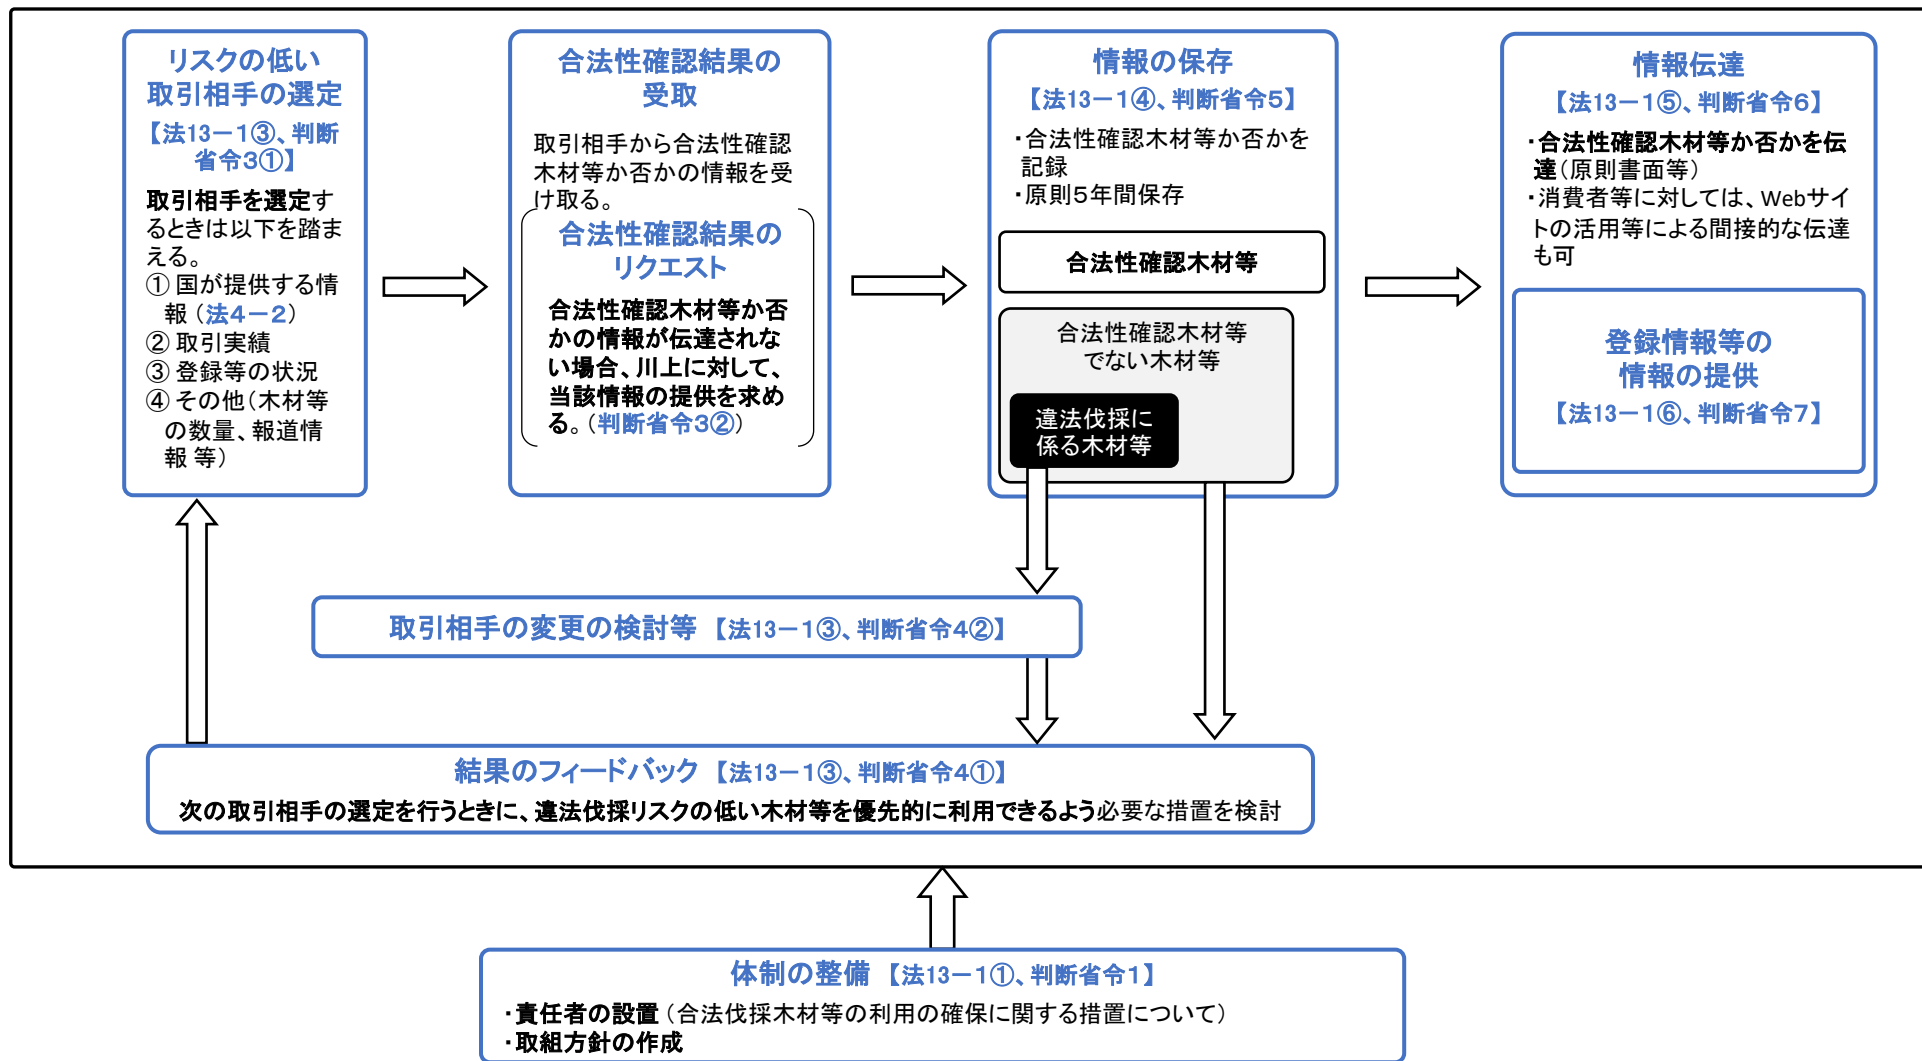 リスクの低い
取引相手の選定
【法13－1③、判断
省令3①】
取引相手を選定す
るときは以下を踏ま
える。
① 国が提供する情
報（法4－2）
② 取引実績
③ 登録等の状況
④ その他（木材等
の数量、報道情
報 等）
合法性確認結果の
受取
取引相手から合法性確認
木材等か否かの情報を受
け取る。
合法性確認結果の
リクエスト
合法性確認木材等か否
かの情報が伝達されな
い場合、川上に対して、
当該情報の提供を求め
る。（判断省令3②）
情報の保存
【法13－1④、判断省令5】
・合法性確認木材等か否かを
記録
・原則5年間保存
合法性確認木材等
合法性確認木材等
でない木材等
違法伐採に
係る木材等
情報伝達
【法13－1⑤、判断省令6】
・合法性確認木材等か否かを伝
達（原則書面等）
・消費者等に対しては、Webサイ
トの活用等による間接的な伝達
も可
登録情報等の
情報の提供
【法13－1⑥、判断省令7】
取引相手の変更の検討等 【法13－1③、判断省令4②】
結果のフィードバック 【法13－1③、判断省令4①】
次の取引相手の選定を行うときに、違法伐採リスクの低い木材等を優先的に利用できるよう必要な措置を検討
体制の整備 【法13－1①、判断省令1】
・責任者の設置（合法伐採木材等の利用の確保に関する措置について）
・取組方針の作成